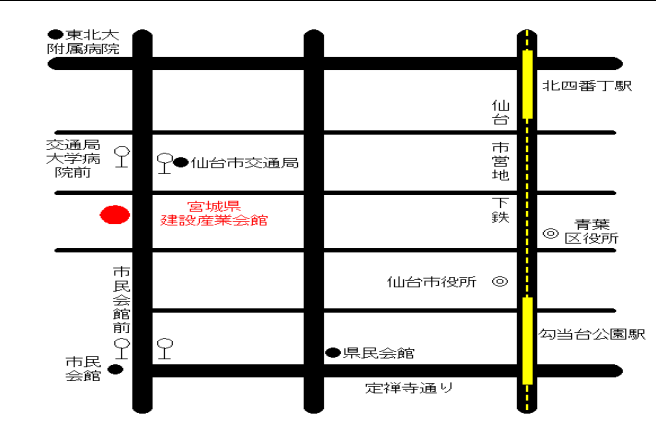 東北大
附属病院
北四番丁駅
仙台市営地下鉄
交通局
大学病
院前
仙台市交通局
宮城県
建設産業会館
青葉
区役所
市民会館前
仙台市役所
勾当台公園駅
県民会館
市民
会館
定禅寺通り